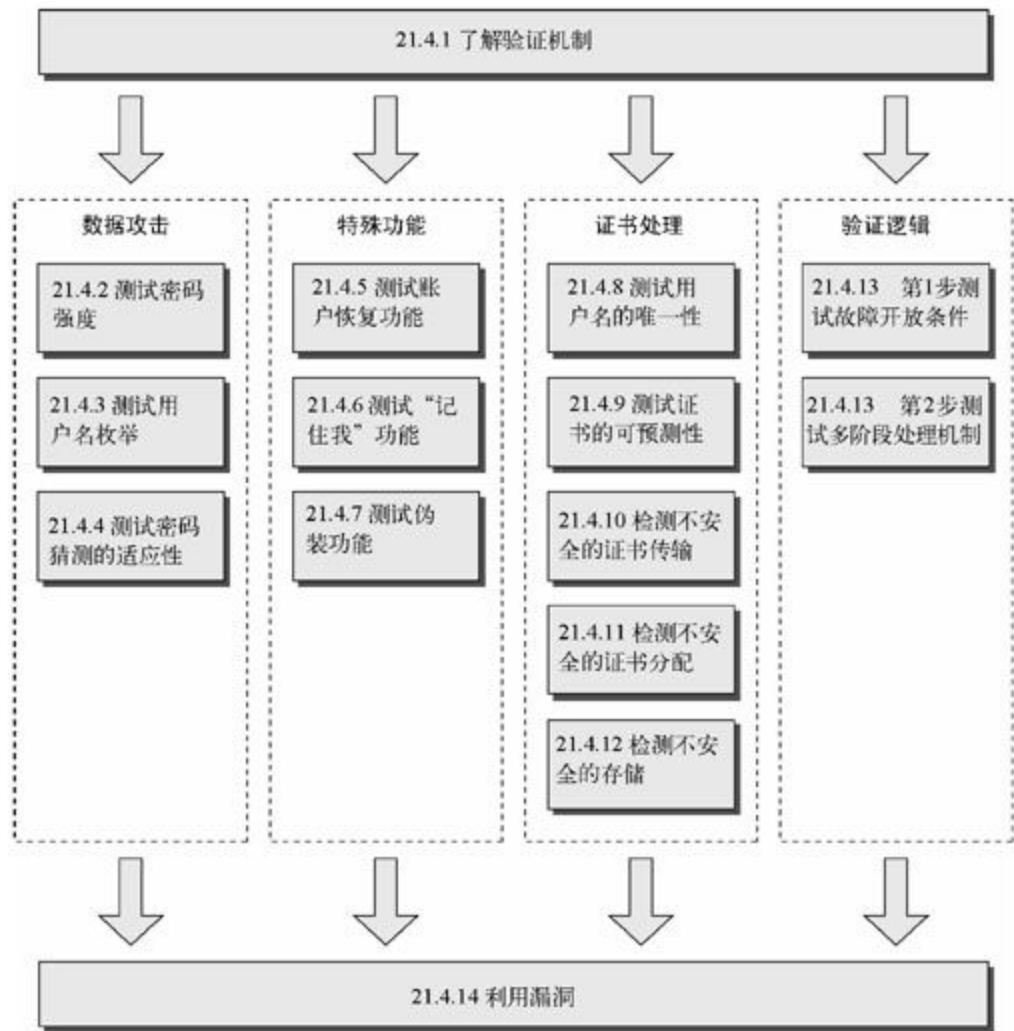 21.4.1 了解验证机制
数据攻击
21.4.2 测试密码
强度
21.4.3 测试用
户名枚举
21.4.4 测试密码
猜测的适应性
特殊功能
21.4.5 测试账
户恢复功能
21.4.6 测试“记
住我”功能
21.4.7 测试伪
装功能
证书处理
21.4.8 测试用
户名的唯一性
21.4.9 测试证
书的可预测性
21.4.10 检测不安
全的证书传输
21.4.11 检测不安
全的证书分配
21.4.12 检测不安
全的存储
验证逻辑
21.4.13 第1步测
试故障开放条件
21.4.13 第2步测
试多阶段处理机制
21.4.14 利用漏洞